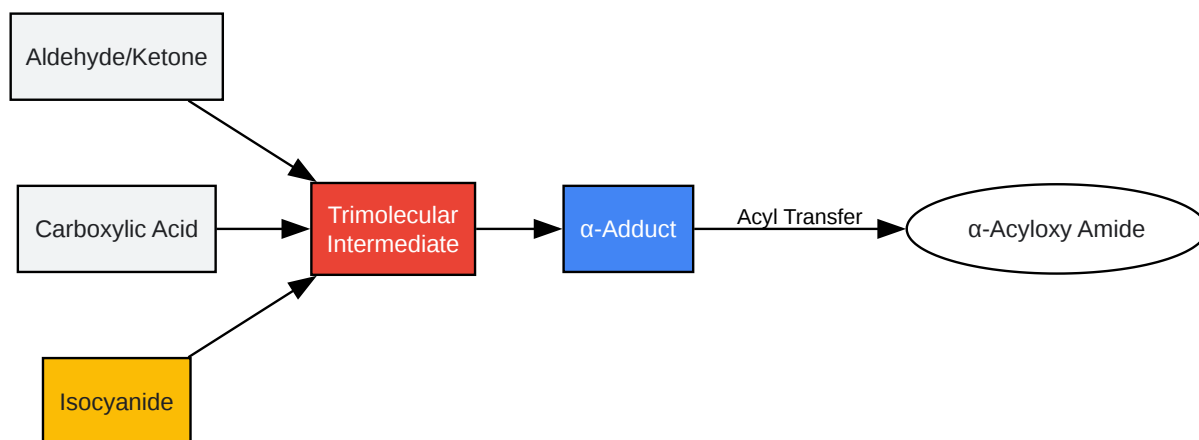 Aldehyde/Ketone
Carboxylic Acid
Isocyanide
Trimolecular
Intermediate
α-Adduct
Acyl Transfer
α-Acyloxy Amide